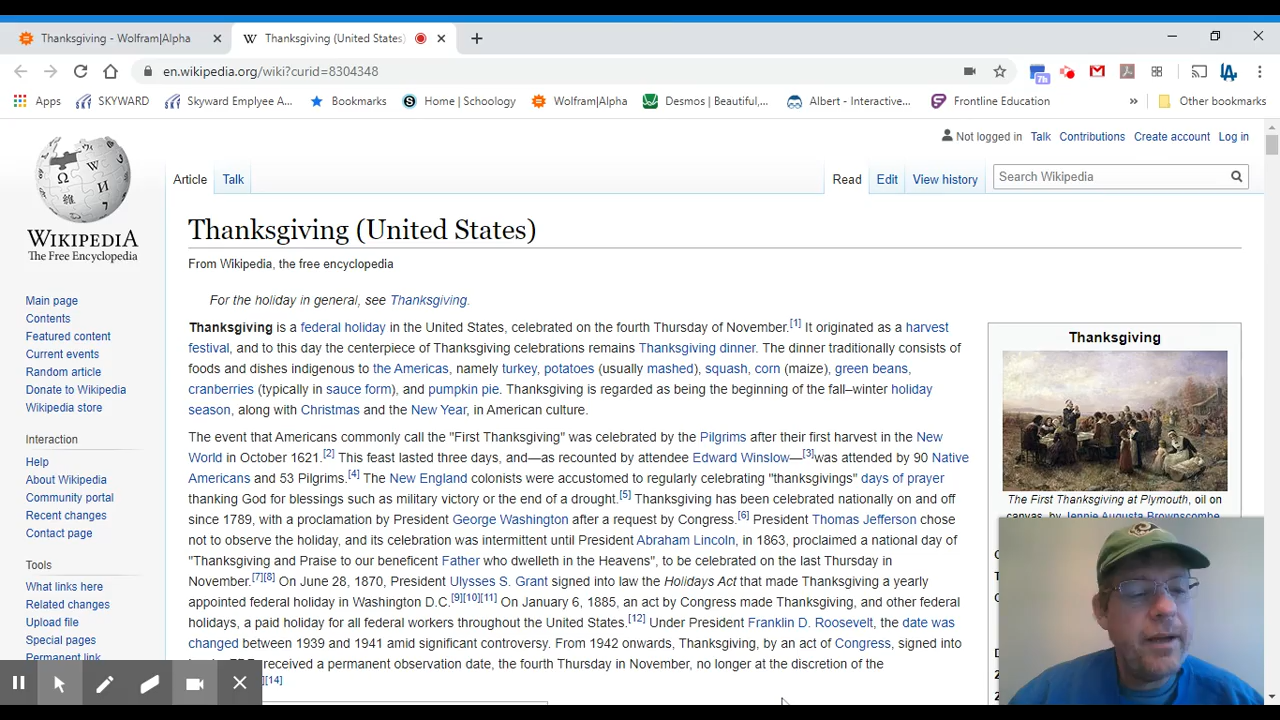 Thanksgiving - Wolfram|Alpha
Thanksgiving (United States)
en.wikipedia.org/wiki?curid=8304348
7h
Apps
SKYWARD
Skyward Emplyee A...
Bookmarks
Home | Schoology
Wolfram|Alpha
Desmos | Beautiful,...
Albert - Interactive...
Frontline Education
»
Other bookmarks
Not logged in Talk Contributions Create account Log in
Article Talk
Read Edit View history
Search Wikipedia
WIKIPEDIA
The Free Encyclopedia
Main page
Contents
Featured content
Current events
Random article
Donate to Wikipedia
Wikipedia store
Interaction
Help
About Wikipedia
Community portal
Recent changes
Contact page
Tools
What links here
Related changes
Upload file
Special pages
Permanent link
Thanksgiving (United States)
From Wikipedia, the free encyclopedia
For the holiday in general, see Thanksgiving.
Thanksgiving is a federal holiday in the United States, celebrated on the fourth Thursday of November.[1] It originated as a harvest
festival, and to this day the centerpiece of Thanksgiving celebrations remains Thanksgiving dinner. The dinner traditionally consists of
foods and dishes indigenous to the Americas, namely turkey, potatoes (usually mashed), squash, corn (maize), green beans,
cranberries (typically in sauce form), and pumpkin pie. Thanksgiving is regarded as being the beginning of the fall–winter holiday
season, along with Christmas and the New Year, in American culture.
The event that Americans commonly call the "First Thanksgiving" was celebrated by the Pilgrims after their first harvest in the New
World in October 1621.[2] This feast lasted three days, and—as recounted by attendee Edward Winslow—[3]was attended by 90 Native
Americans and 53 Pilgrims.[4] The New England colonists were accustomed to regularly celebrating "thanksgivings" days of prayer
thanking God for blessings such as military victory or the end of a drought.[5] Thanksgiving has been celebrated nationally on and off
since 1789, with a proclamation by President George Washington after a request by Congress.[6] President Thomas Jefferson chose
not to observe the holiday, and its celebration was intermittent until President Abraham Lincoln, in 1863, proclaimed a national day of
"Thanksgiving and Praise to our beneficent Father who dwelleth in the Heavens", to be celebrated on the last Thursday in
November.[7][8] On June 28, 1870, President Ulysses S. Grant signed into law the Holidays Act that made Thanksgiving a yearly
appointed federal holiday in Washington D.C.[9][10][11] On January 6, 1885, an act by Congress made Thanksgiving, and other federal
holidays, a paid holiday for all federal workers throughout the United States.[12] Under President Franklin D. Roosevelt, the date was
changed between 1939 and 1941 amid significant controversy. From 1942 onwards, Thanksgiving, by an act of Congress, signed into
received a permanent observation date, the fourth Thursday in November, no longer at the discretion of the
[14]
Thanksgiving
The First Thanksgiving at Plymouth, oil on
canvas, by Jennie Augusta Brownscombe